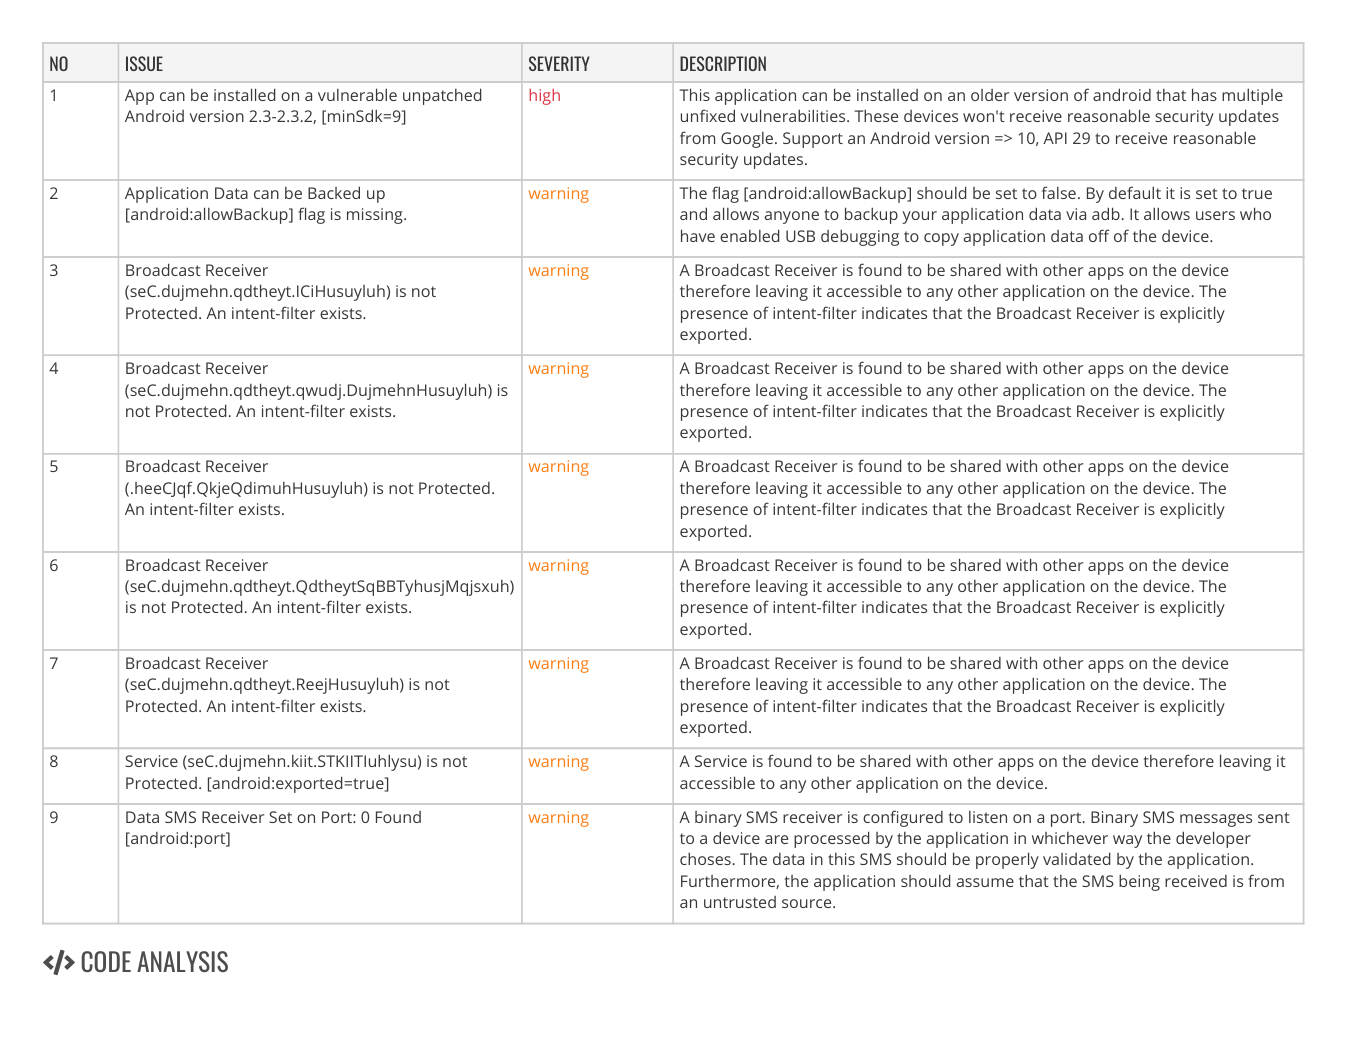 NO ISSUE SEVERITY DESCRIPTION
1 App can be installed on a vulnerable unpatched high This application can be installed on an older version of android that has multiple
Android version 2.3-2.3.2, [minSdk=9] unfixed vulnerabilities. These devices won't receive reasonable security updates
from Google. Support an Android version => 10, API 29 to receive reasonable
security updates.
2 Application Data can be Backed up warning The flag [android:allowBackup] should be set to false. By default it is set to true
[android:allowBackup] flag is missing. and allows anyone to backup your application data via adb. It allows users who
have enabled USB debugging to copy application data off of the device.
3 Broadcast Receiver warning A Broadcast Receiver is found to be shared with other apps on the device
(seC.dujmehn.qdtheyt.ICiHusuyluh) is not therefore leaving it accessible to any other application on the device. The
Protected. An intent-filter exists. presence of intent-filter indicates that the Broadcast Receiver is explicitly
exported.
4 Broadcast Receiver warning A Broadcast Receiver is found to be shared with other apps on the device
(seC.dujmehn.qdtheyt.qwudj.DujmehnHusuyluh) is therefore leaving it accessible to any other application on the device. The
not Protected. An intent-filter exists. presence of intent-filter indicates that the Broadcast Receiver is explicitly
exported.
5 Broadcast Receiver warning A Broadcast Receiver is found to be shared with other apps on the device
(.heeCJqf.QkjeQdimuhHusuyluh) is not Protected. therefore leaving it accessible to any other application on the device. The
An intent-filter exists. presence of intent-filter indicates that the Broadcast Receiver is explicitly
exported.
6 Broadcast Receiver warning A Broadcast Receiver is found to be shared with other apps on the device
(seC.dujmehn.qdtheyt.QdtheytSqBBTyhusjMqjsxuh) therefore leaving it accessible to any other application on the device. The
is not Protected. An intent-filter exists. presence of intent-filter indicates that the Broadcast Receiver is explicitly
exported.
7 Broadcast Receiver warning A Broadcast Receiver is found to be shared with other apps on the device
(seC.dujmehn.qdtheyt.ReejHusuyluh) is not therefore leaving it accessible to any other application on the device. The
Protected. An intent-filter exists. presence of intent-filter indicates that the Broadcast Receiver is explicitly
exported.
8 Service (seC.dujmehn.kiit.STKIITIuhlysu) is not warning A Service is found to be shared with other apps on the device therefore leaving it
Protected. [android:exported=true] accessible to any other application on the device.
9 Data SMS Receiver Set on Port: 0 Found warning A binary SMS receiver is configured to listen on a port. Binary SMS messages sent
[android:port] to a device are processed by the application in whichever way the developer
choses. The data in this SMS should be properly validated by the application.
Furthermore, the application should assume that the SMS being received is from
an untrusted source.
</> CODE ANALYSIS